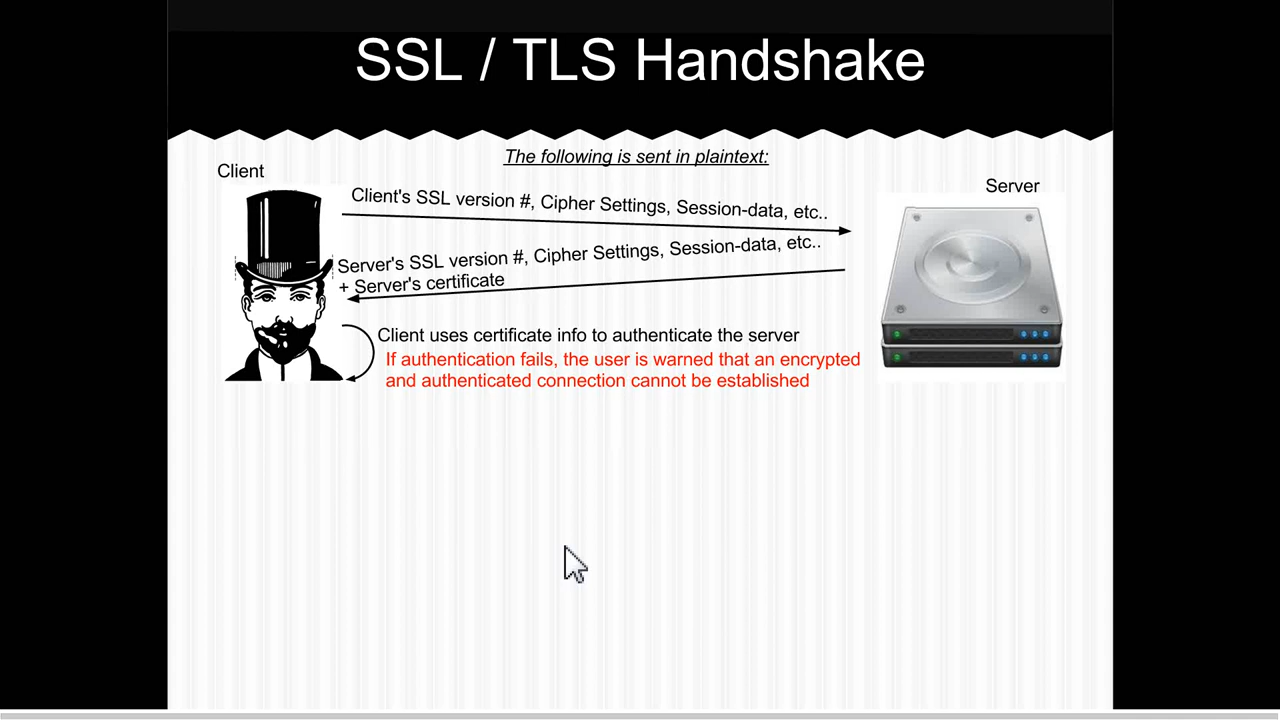 SSL / TLS Handshake
The following is sent in plaintext:
Client
Server
Client's SSL version #, Cipher Settings, Session-data, etc..
Server's SSL version #, Cipher Settings, Session-data, etc..
+ Server's certificate
Client uses certificate info to authenticate the server
If authentication fails, the user is warned that an encrypted
and authenticated connection cannot be established